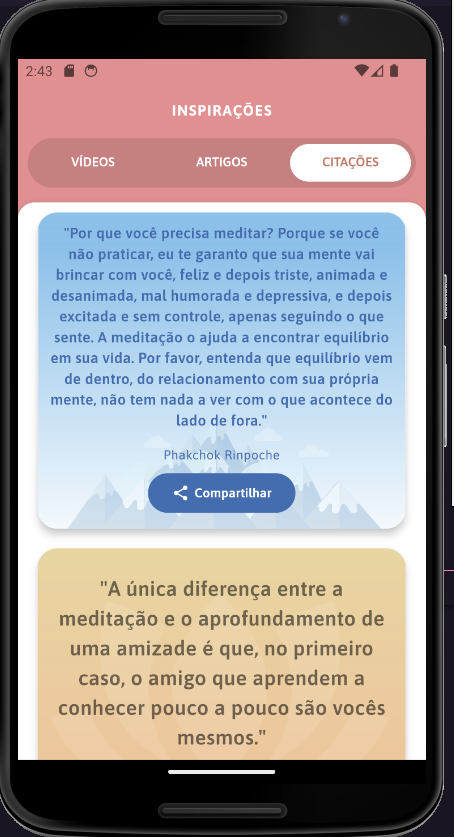 2:43
INSPIRAÇÕES
VÍDEOS ARTIGOS CITAÇÕES
"Por que você precisa meditar? Porque se você
não praticar, eu te garanto que sua mente vai
brincar com você, feliz e depois triste, animada e
desanimada, mal humorada e depressiva, e depois
excitada e sem controle, apenas seguindo o que
sente. A meditação o ajuda a encontrar equilíbrio
em sua vida. Por favor, entenda que equilíbrio vem
de dentro, do relacionamento com sua própria
mente, não tem nada a ver com o que acontece do
lado de fora."
Phakchok Rinpoche
Compartilhar
"A única diferença entre a
meditação e o aprofundamento de
uma amizade é que, no primeiro
caso, o amigo que aprendem a
conhecer pouco a pouco são vocês
mesmos."